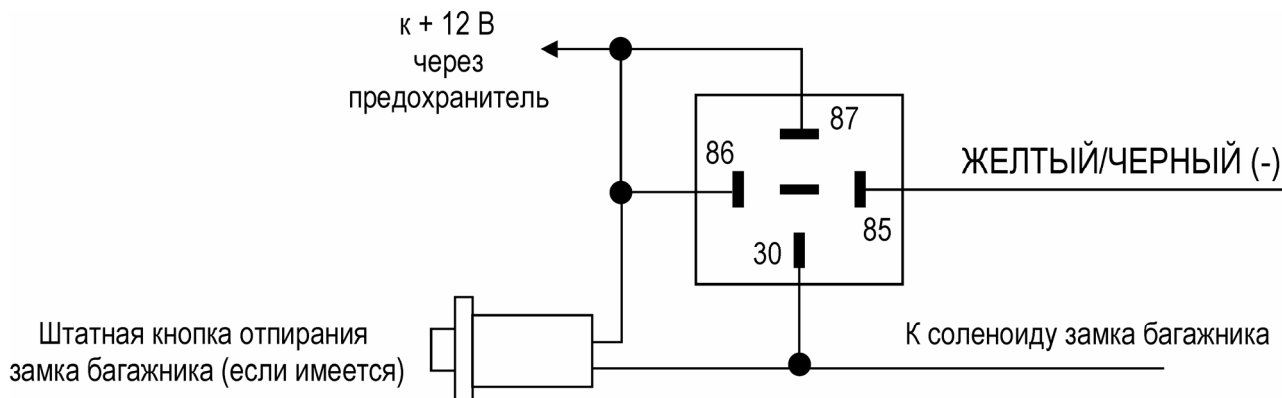 к + 12 В
через
предохранитель
87
86
ЖЕЛТЫЙ/ЧЕРНЫЙ (-)
85
30
Штатная кнопка отпирания
замка багажника (если имеется)
К соленоиду замка багажника